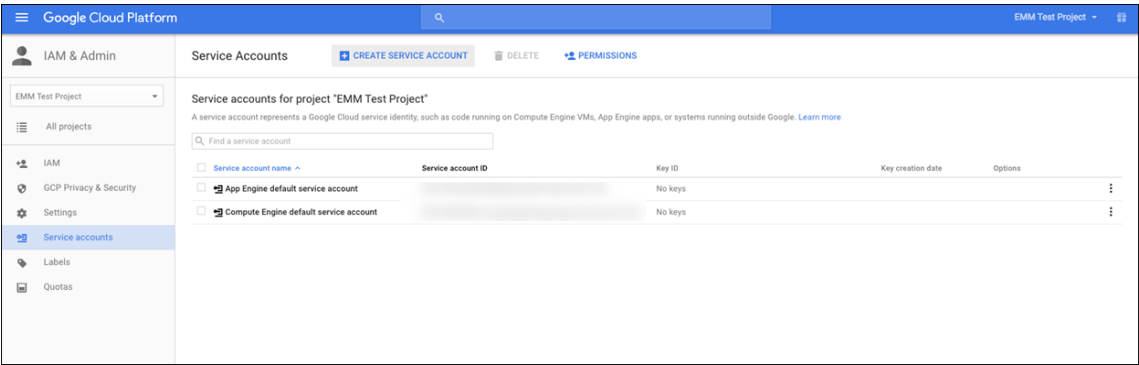 Google Cloud Platform
EMM Test Project
IAM & Admin
Service Accounts
CREATE SERVICE ACCOUNT
DELETE
PERMISSIONS
EMM Test Project
All projects
IAM
GCP Privacy & Security
Settings
Service accounts
Labels
Quotas
Service accounts for project "EMM Test Project"
A service account represents a Google Cloud service identity, such as code running on Compute Engine VMs, App Engine apps, or systems running outside Google. Learn more
Find a service account
Service account name Service account ID Key ID Key creation date Options
App Engine default service account No keys
Compute Engine default service account No keys